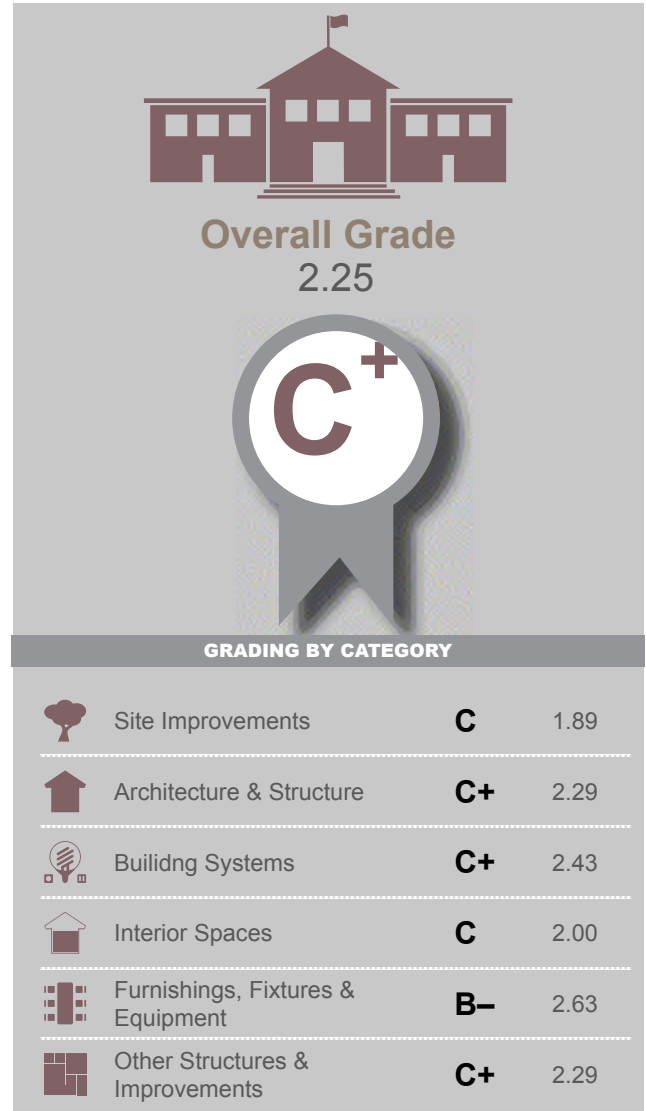 Overall Grade
2.25
C+
GRADING BY CATEGORY
Site Improvements C 1.89
Architecture & Structure C+ 2.29
Builidng Systems C+ 2.43
Interior Spaces C 2.00
Furnishings, Fixtures &
Equipment B– 2.63
Other Structures &
Improvements C+ 2.29